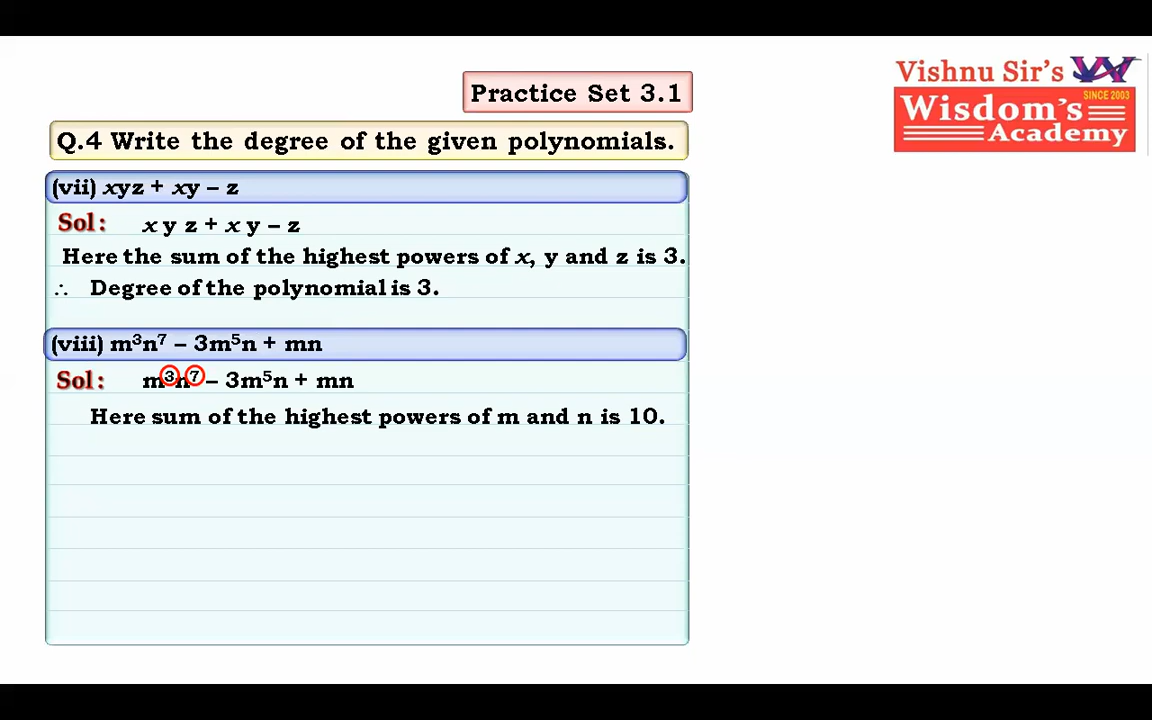 Vishnu Sir's
Wisdom's
SINCE 2003
Academy
Practice Set 3.1
Q.4 Write the degree of the given polynomials.
(vii) xyz + xy – z
Sol: x y z + x y – z
Here the sum of the highest powers of x, y and z is 3.
∴ Degree of the polynomial is 3.
(viii) m³n⁷ – 3m⁵n + mn
Sol: m³n⁷ – 3m⁵n + mn
Here sum of the highest powers of m and n is 10.